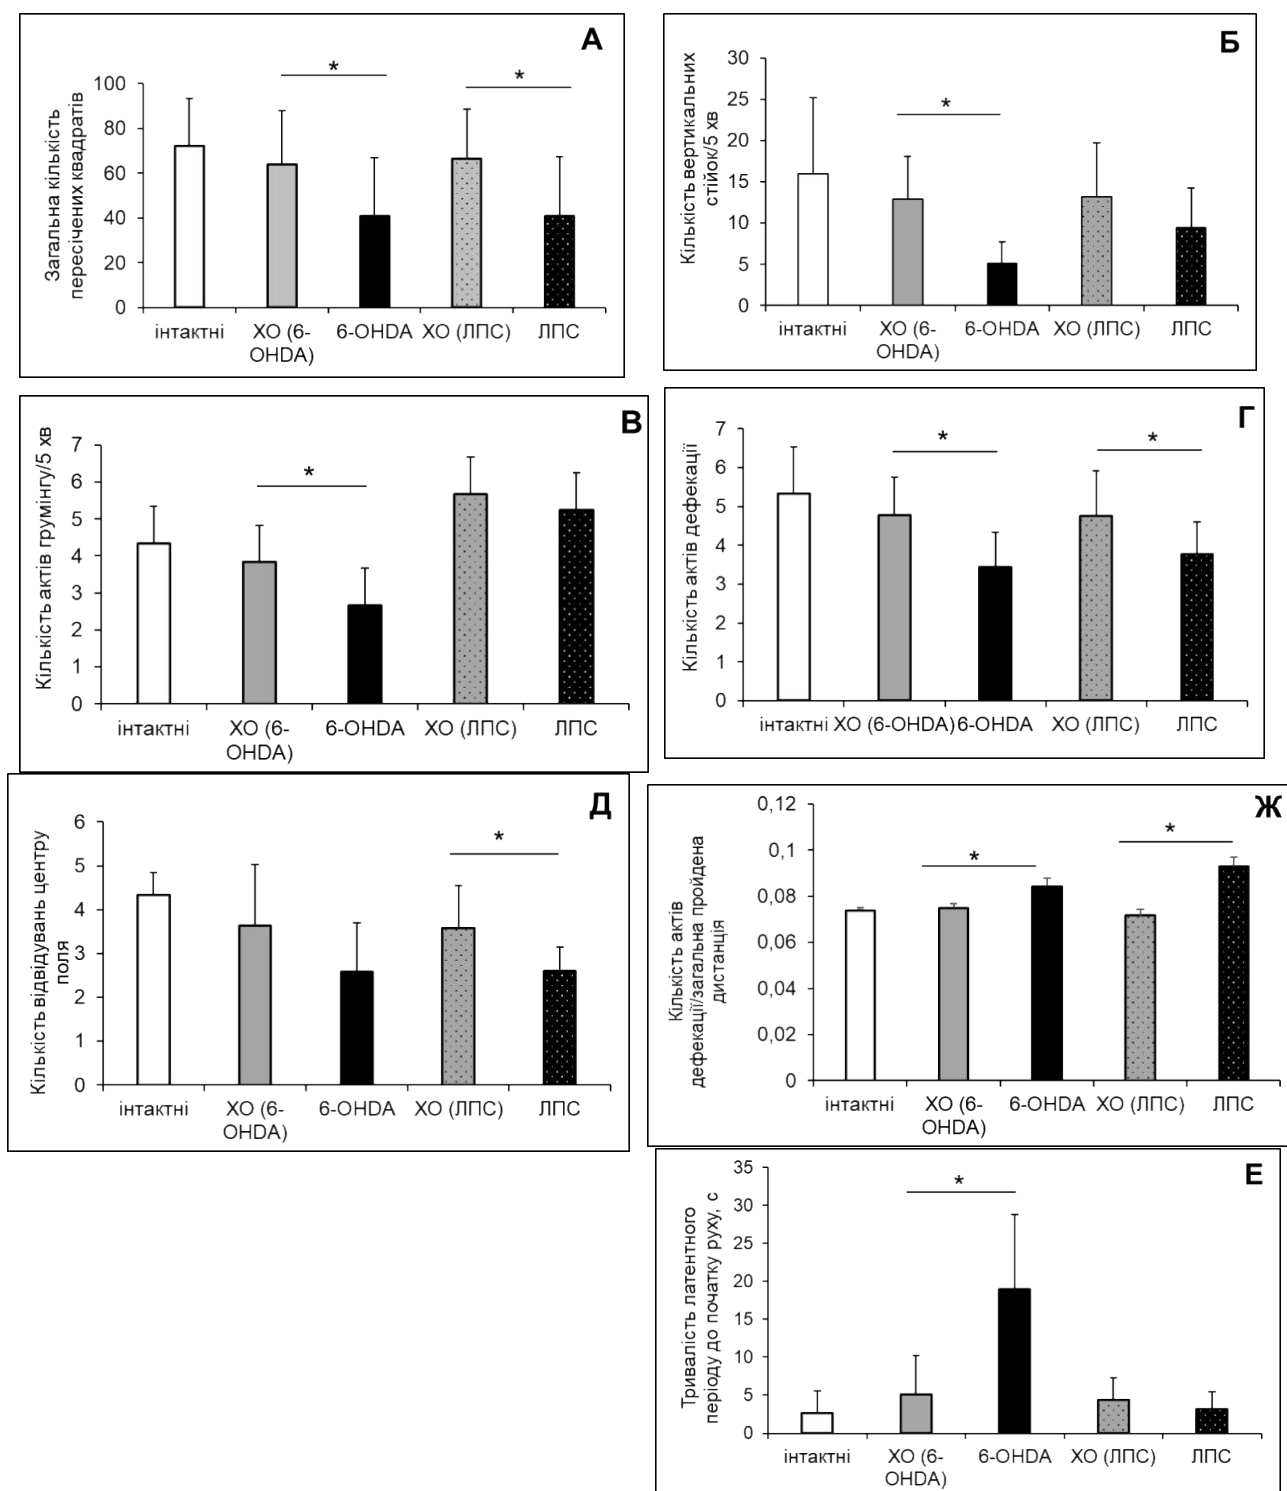 А
*
*
100
80
60
40
20
0
Загальна кількість
пересічених квадратів
інтактні
ХО (6-
OHDA)
6-OHDA
ХО (ЛПС)
ЛПС
Б
*
30
25
20
15
10
5
0
Кількість вертикальних
стійок/5 хв
інтактні
ХО (6-
OHDA)
6-OHDA
ХО (ЛПС)
ЛПС
В
*
7
6
5
4
3
2
1
0
Кількість актів грумінгу/5 хв
інтактні
ХО (6-
OHDA)
6-OHDA
ХО (ЛПС)
ЛПС
Г
*
*
7
6
5
4
3
2
1
0
Кількість актів дефекації
інтактні
ХО (6-OHDA)
6-OHDA
ХО (ЛПС)
ЛПС
Д
*
6
5
4
3
2
1
0
Кількість відвідувань центру
поля
інтактні
ХО (6-
OHDA)
6-OHDA
ХО (ЛПС)
ЛПС
Ж
*
*
0,12
0,1
0,08
0,06
0,04
0,02
0
Кількість актів
дефекації/загальна пройдена
дистанція
інтактні
ХО (6-
OHDA)
6-OHDA
ХО (ЛПС)
ЛПС
Е
*
35
30
25
20
15
10
5
0
Тривалість латентного
періоду до початку руху, с
інтактні
ХО (6-
OHDA)
6-OHDA
ХО (ЛПС)
ЛПС